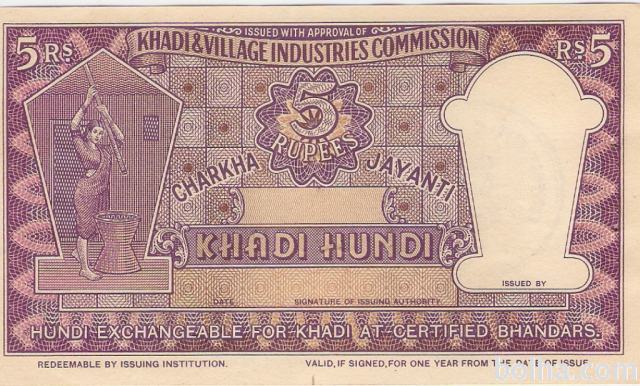 ISSUED WITH APPROVAL OF
KHADI & VILLAGE INDUSTRIES COMMISSION
5 RS.
RS. 5
5
RUPEES
CHARKHA JAYANTI
KHADI HUNDI
ISSUED BY
DATE
SIGNATURE OF ISSUING AUTHORITY
HUNDI EXCHANGEABLE FOR KHADI AT CERTIFIED BHANDARS.
REDEEMABLE BY ISSUING INSTITUTION.
VALID, IF SIGNED, FOR ONE YEAR FROM THE DATE OF ISSUE
bolha.com